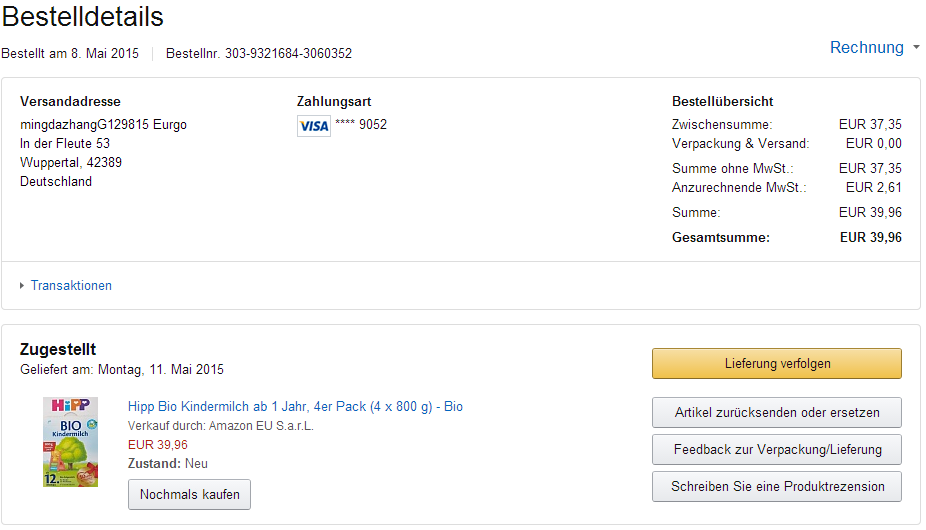 Bestelldetails
Bestellt am 8. Mai 2015 Bestellnr. 303-9321684-3060352
Rechnung
Versandadresse
mingdazhangG129815 Eurgo
In der Fleute 53
Wuppertal, 42389
Deutschland
Zahlungsart
VISA **** 9052
Bestellübersicht
Zwischensumme: EUR 37,35
Verpackung & Versand: EUR 0,00
Summe ohne MwSt.: EUR 37,35
Anzurechnende MwSt.: EUR 2,61
Summe: EUR 39,96
Gesamtsumme: EUR 39,96
Transaktionen
Zugestellt
Geliefert am: Montag, 11. Mai 2015
HiPP
BIO
Kindermilch
12.
Hipp Bio Kindermilch ab 1 Jahr, 4er Pack (4 x 800 g) - Bio
Verkauf durch: Amazon EU S.a.r.L.
EUR 39,96
Zustand: Neu
Nochmals kaufen
Lieferung verfolgen
Artikel zurücksenden oder ersetzen
Feedback zur Verpackung/Lieferung
Schreiben Sie eine Produktrezension